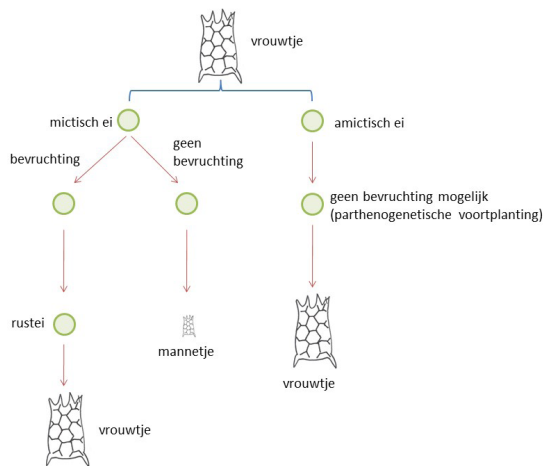 vrouwtje
mictisch ei
amictisch ei
bevruchting
geen
bevruchting
geen bevruchting mogelijk
(parthenogenetische voortplanting)
rustei
mannetje
vrouwtje
vrouwtje